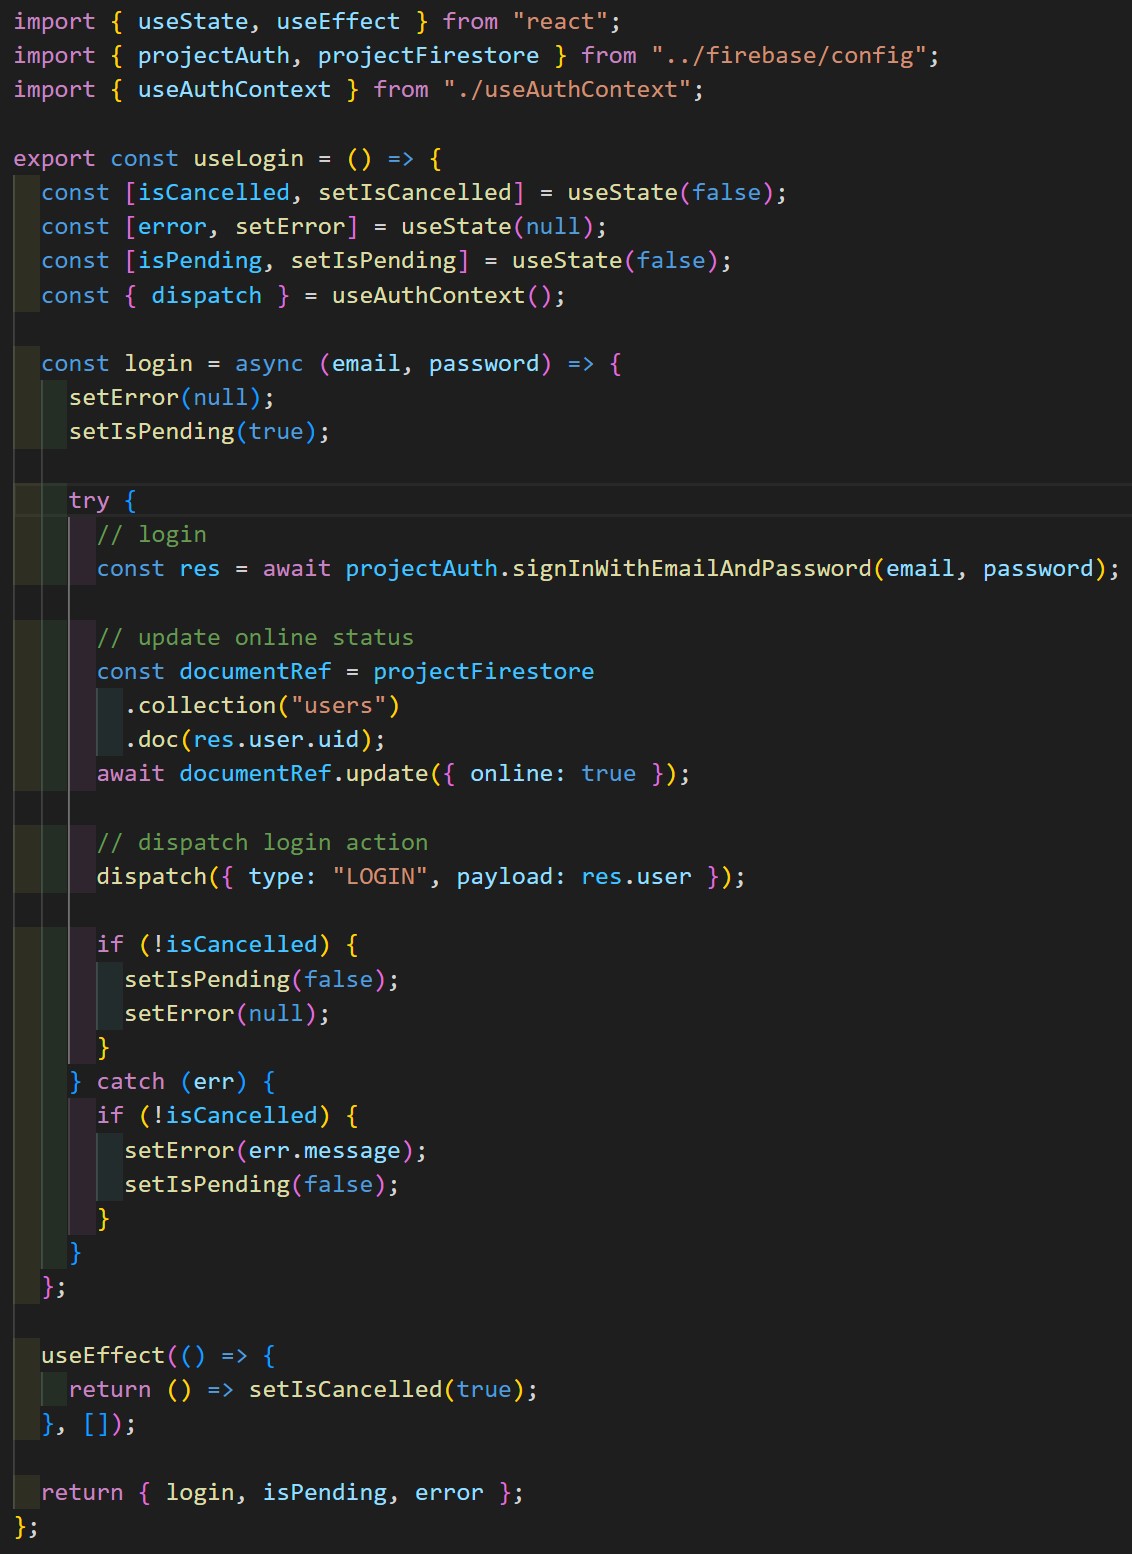 import { useState, useEffect } from "react";
import { projectAuth, projectFirestore } from "../firebase/config";
import { useAuthContext } from "./useAuthContext";

export const useLogin = () => {
  const [isCancelled, setIsCancelled] = useState(false);
  const [error, setError] = useState(null);
  const [isPending, setIsPending] = useState(false);
  const { dispatch } = useAuthContext();

  const login = async (email, password) => {
    setError(null);
    setIsPending(true);

    try {
      // login
      const res = await projectAuth.signInWithEmailAndPassword(email, password);

      // update online status
      const documentRef = projectFirestore
        .collection("users")
        .doc(res.user.uid);
      await documentRef.update({ online: true });

      // dispatch login action
      dispatch({ type: "LOGIN", payload: res.user });

      if (!isCancelled) {
        setIsPending(false);
        setError(null);
      }
    } catch (err) {
      if (!isCancelled) {
        setError(err.message);
        setIsPending(false);
      }
    }
  };

  useEffect(() => {
    return () => setIsCancelled(true);
  }, []);

  return { login, isPending, error };
};